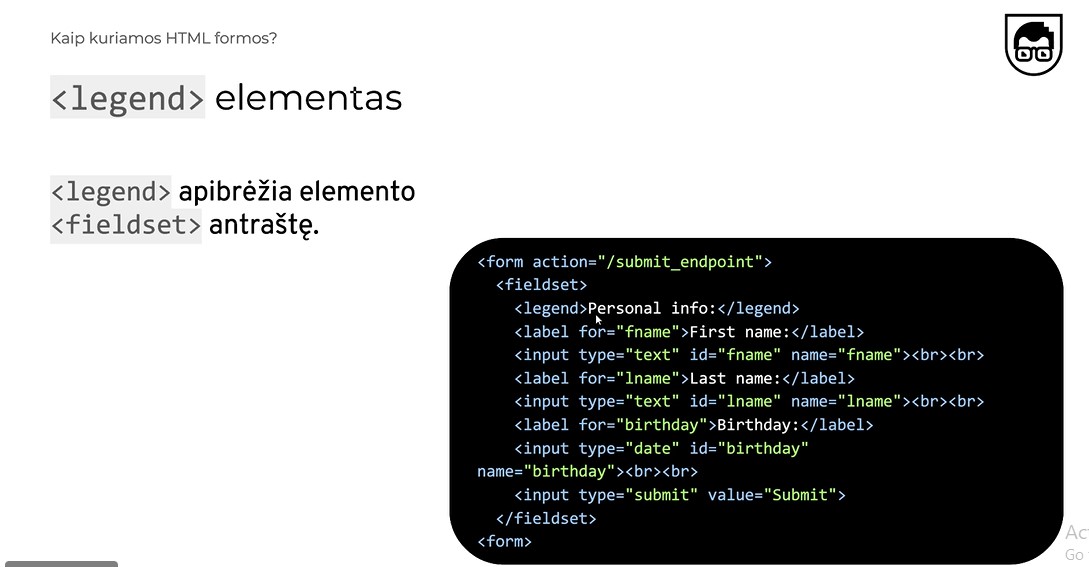 Kaip kuriamos HTML formos?
<legend> elementas
<legend> apibrėžia elemento
<fieldset> antraštę.
<form action="/submit_endpoint">
<fieldset>
<legend>Personal info:</legend>
<label for="fname">First name:</label>
<input type="text" id="fname" name="fname"><br><br>
<label for="lname">Last name:</label>
<input type="text" id="lname" name="lname"><br><br>
<label for="birthday">Birthday:</label>
<input type="date" id="birthday"
name="birthday"><br><br>
<input type="submit" value="Submit">
</fieldset>
<form>
Go